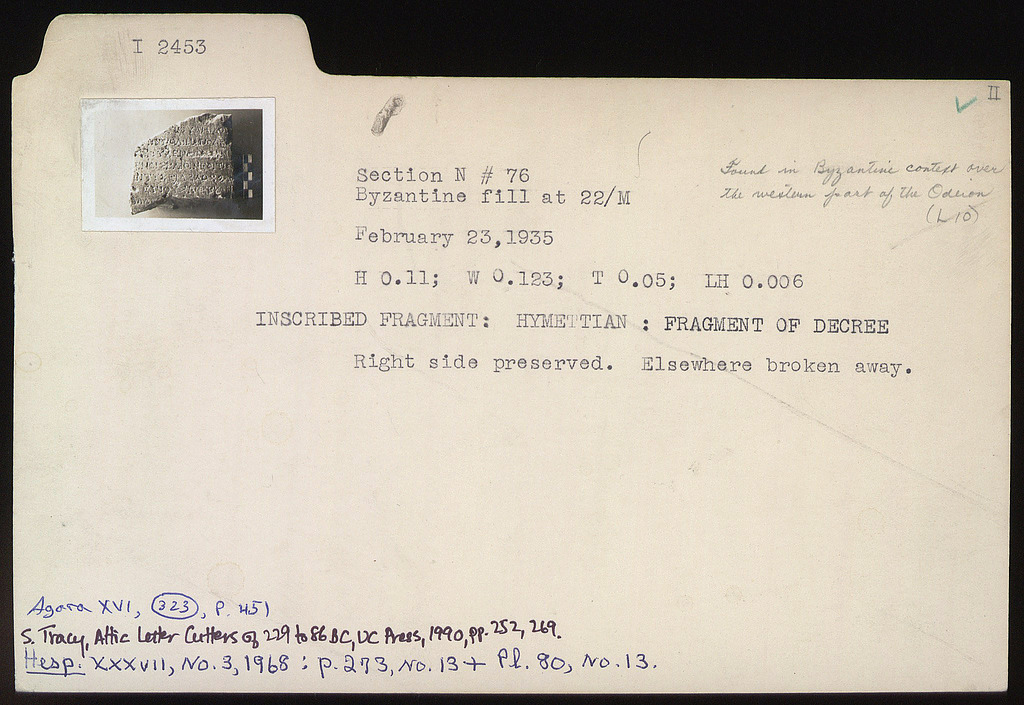 I 2453
II
Section N # 76
Byzantine fill at 22/M
Found in Byzantine context over
the western part of the Odeion
(L 10)
February 23,1935
H 0.11; W 0.123; T 0.05; LH 0.006
INSCRIBED FRAGMENT: HYMETTIAN : FRAGMENT OF DECREE
Right side preserved. Elsewhere broken away.
Agora XVI, 323, p. 451
S. Tracy, Attic Letter Cutters of 229 to 86 BC, UC Press, 1990, pp. 252, 269.
Hesp. XXXVII, No. 3, 1968 : p. 273, No. 13 + Pl. 80, No. 13.